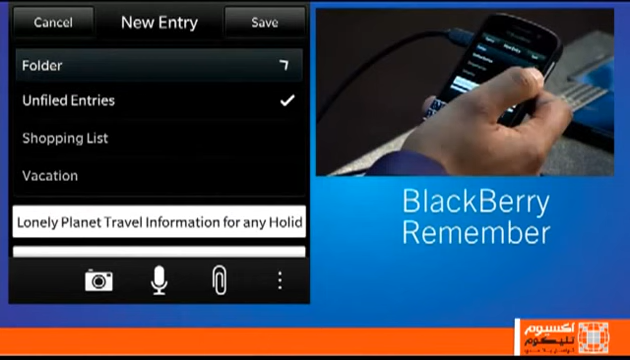 Cancel
New Entry
Save
Folder
Unfiled Entries
Shopping List
Vacation
Lonely Planet Travel Information for any Holid
BlackBerry
Remember
اكسيوم
تليكوم